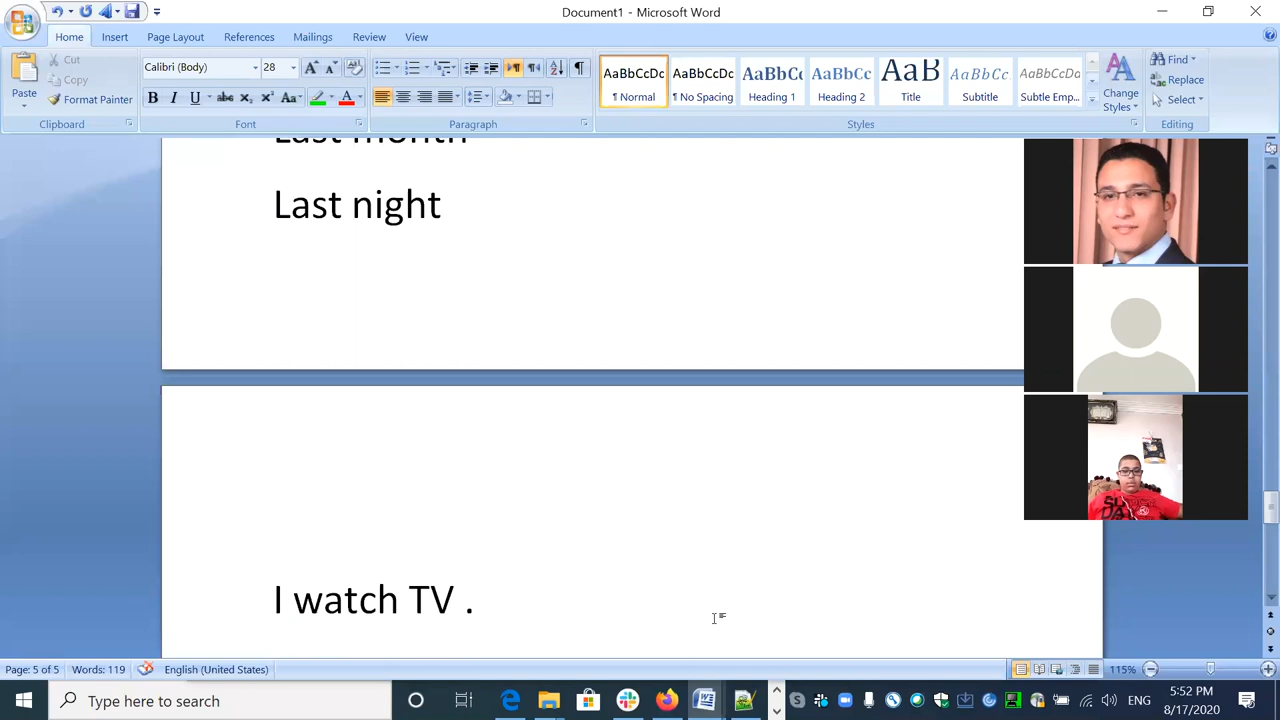 Document1 - Microsoft Word
Home Insert Page Layout References Mailings Review View
Paste
Cut
Copy
Format Painter
Clipboard
Calibri (Body) 28
Font
Paragraph
AaBbCcDc AaBbCcDc AaBbCc AaBbCc AaB AaBbCc. AaBbCcDc
¶ Normal ¶ No Spacing Heading 1 Heading 2 Title Subtitle Subtle Emp...
Change Styles
Styles
Find
Replace
Select
Editing
Last month
Last night
I watch TV .
Page: 5 of 5 Words: 119 English (United States) 115%
Type here to search
ENG
5:52 PM
8/17/2020